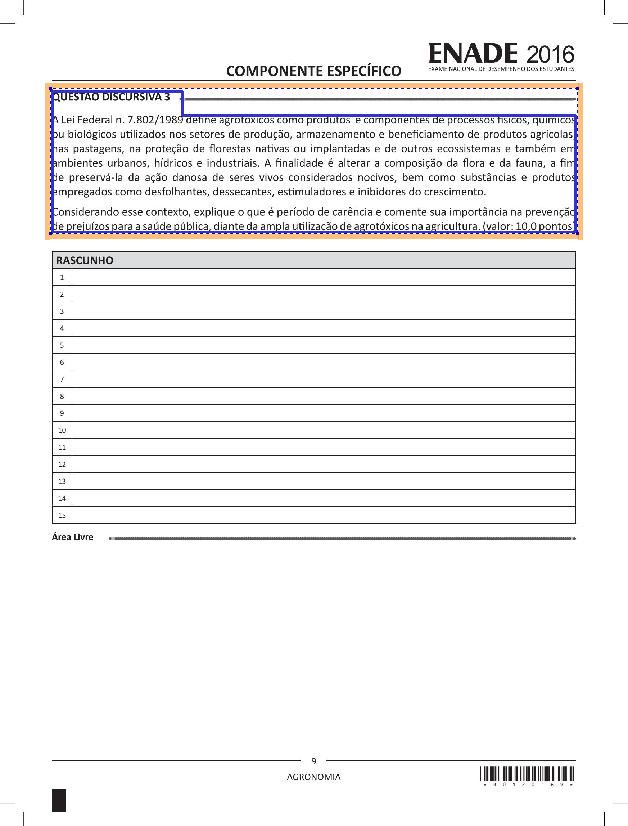 ENADE 2016
EXAME NACIONAL DE DESEMPENHO DOS ESTUDANTES
COMPONENTE ESPECÍFICO
QUESTÃO DISCURSIVA 3
A Lei Federal n. 7.802/1989 define agrotóxicos como produtos e componentes de processos físicos, químicos
ou biológicos utilizados nos setores de produção, armazenamento e beneficiamento de produtos agrícolas,
nas pastagens, na proteção de florestas nativas ou implantadas e de outros ecossistemas e também em
ambientes urbanos, hídricos e industriais. A finalidade é alterar a composição da flora e da fauna, a fim
de preservá-la da ação danosa de seres vivos considerados nocivos, bem como substâncias e produtos
empregados como desfolhantes, dessecantes, estimuladores e inibidores do crescimento.
Considerando esse contexto, explique o que é período de carência e comente sua importância na prevenção
de prejuízos para a saúde pública, diante da ampla utilização de agrotóxicos na agricultura. (valor: 10,0 pontos)
RASCUNHO
1
2
3
4
5
6
7
8
9
10
11
12
13
14
15
Área Livre
9
AGRONOMIA